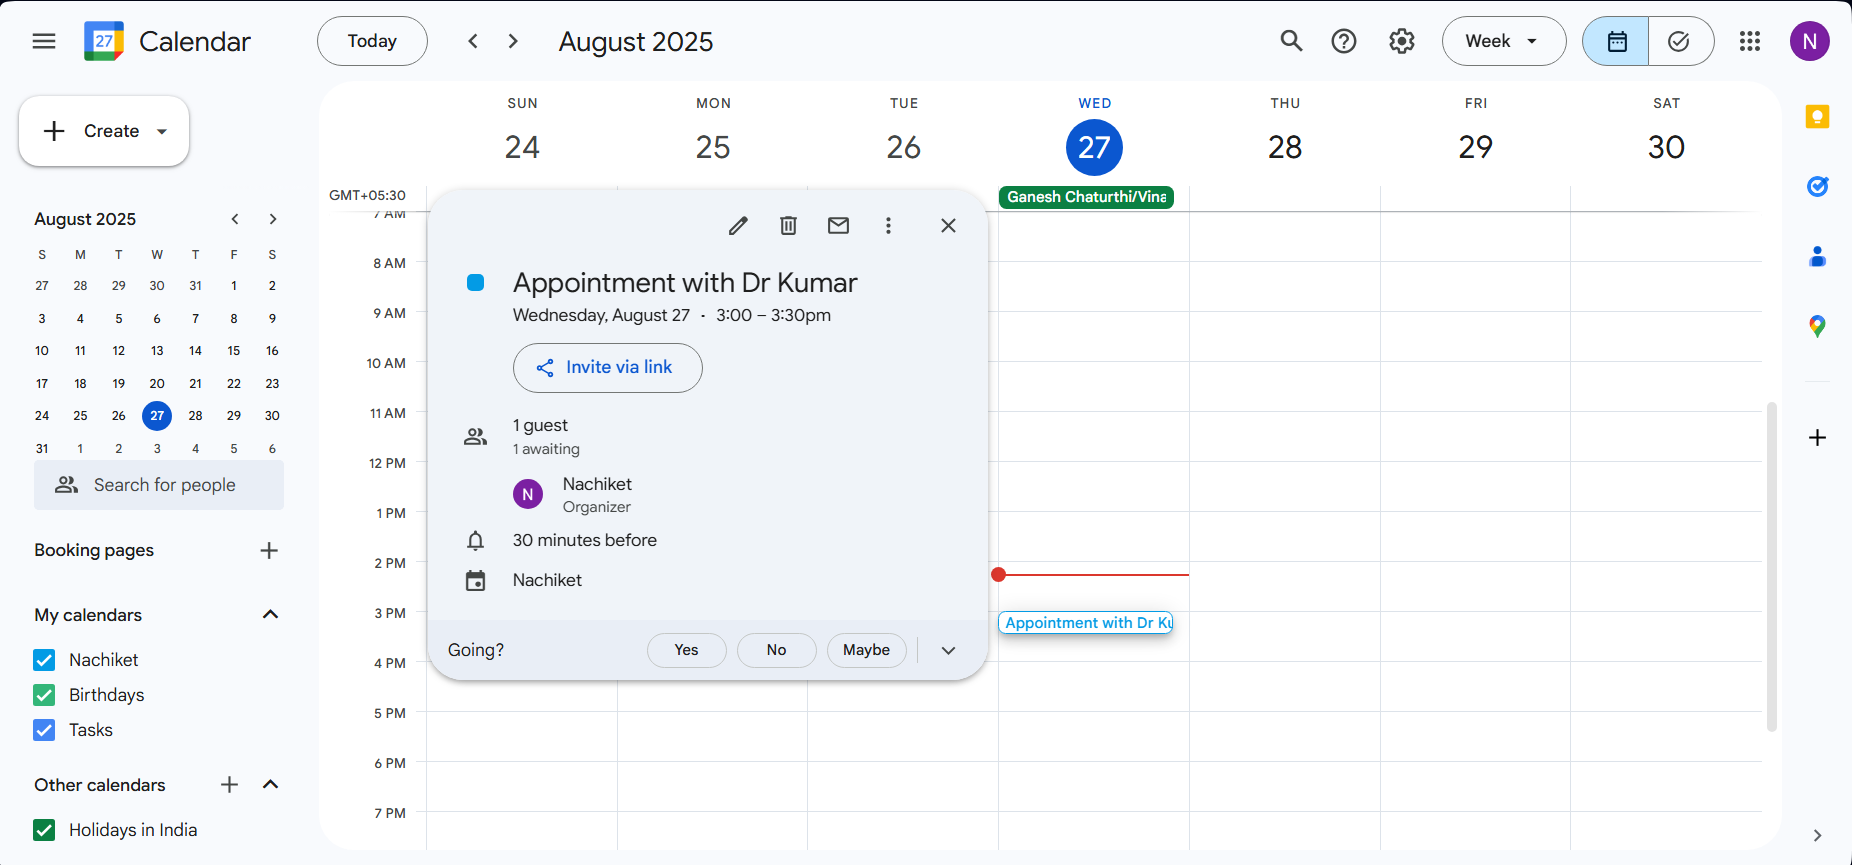 27
Calendar
Today
August 2025
Week
N
Create
August 2025
S M T W T F S
27 28 29 30 31 1 2
3 4 5 6 7 8 9
10 11 12 13 14 15 16
17 18 19 20 21 22 23
24 25 26 27 28 29 30
31 1 2 3 4 5 6
Search for people
Booking pages
My calendars
Nachiket
Birthdays
Tasks
Other calendars
Holidays in India
SUN MON TUE WED THU FRI SAT
24 25 26 27 28 29 30
GMT+05:30
Ganesh Chaturthi/Vina
7 AM
8 AM
9 AM
10 AM
11 AM
12 PM
1 PM
2 PM
3 PM
4 PM
5 PM
6 PM
7 PM
Appointment with Dr Kumar
Wednesday, August 27 · 3:00 – 3:30pm
Invite via link
1 guest
1 awaiting
N
Nachiket
Organizer
30 minutes before
Nachiket
Going?
Yes
No
Maybe
Appointment with Dr Ku